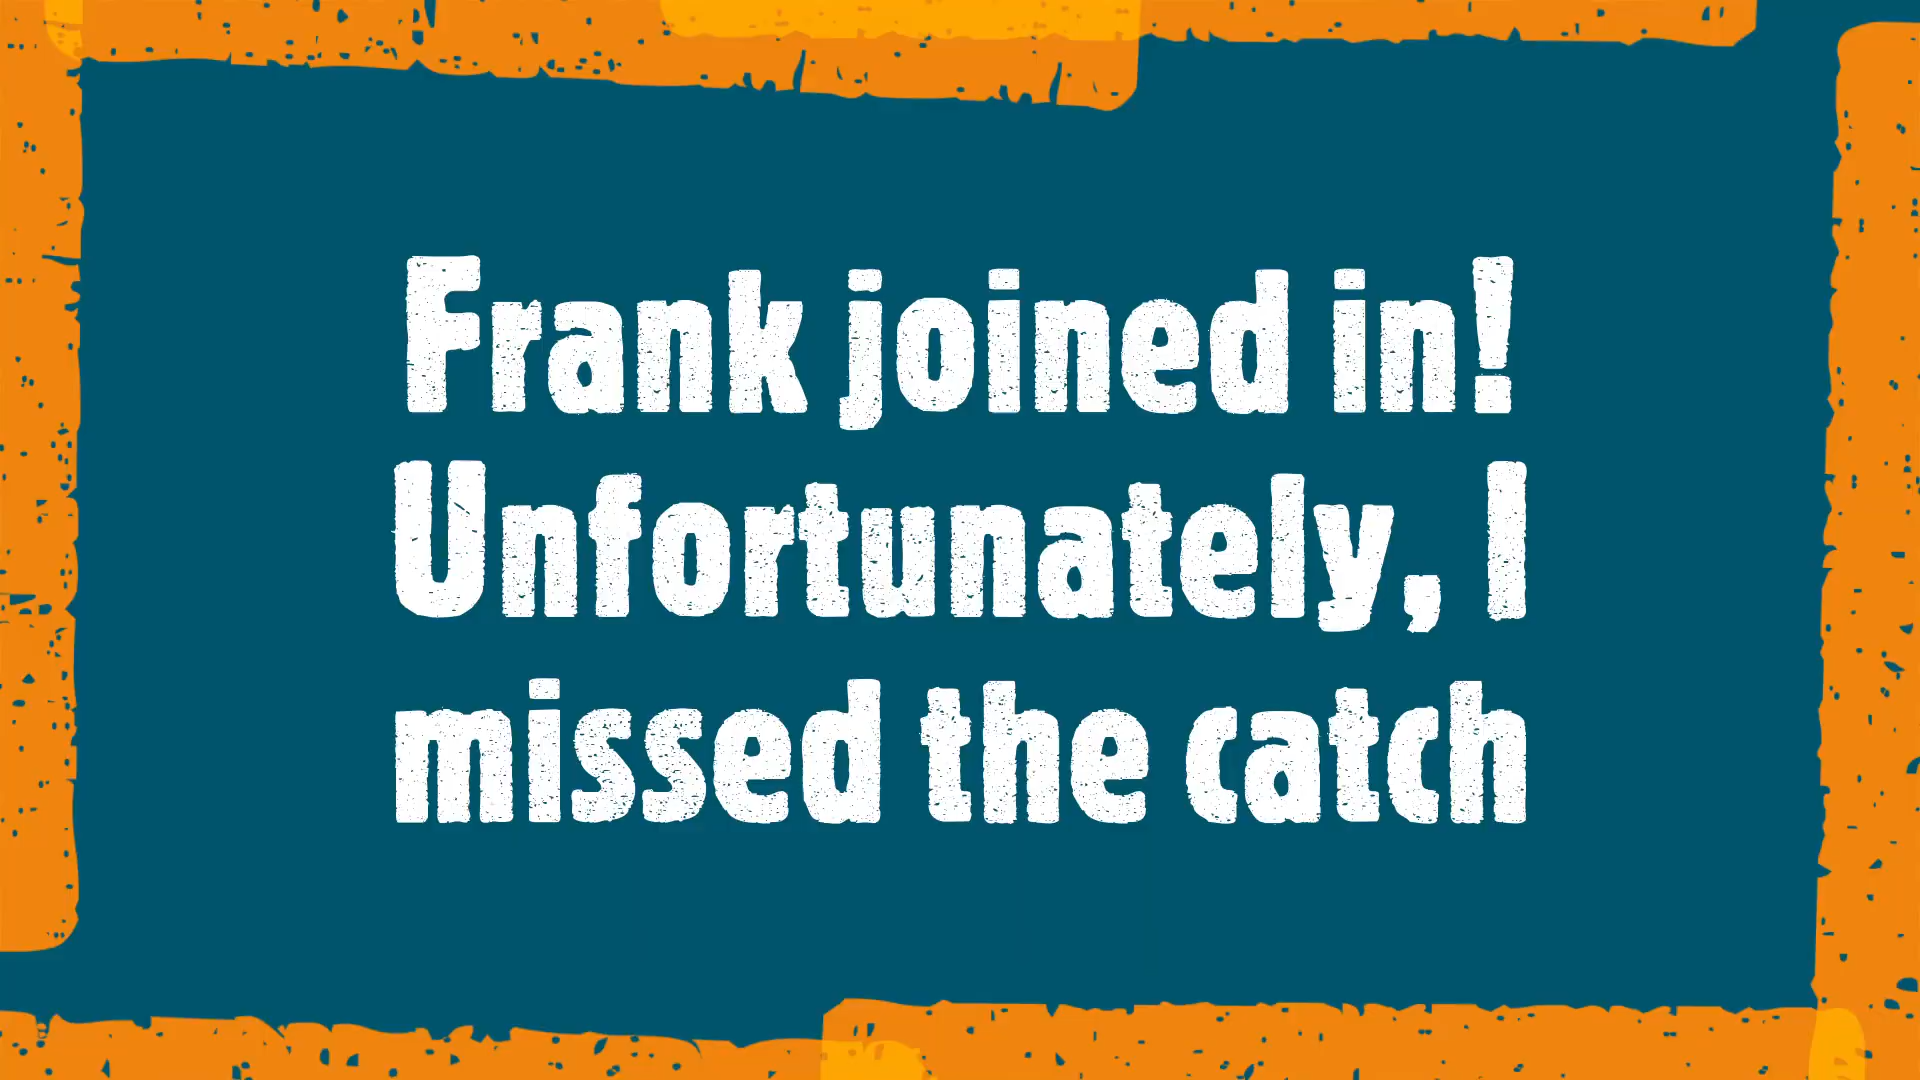 Frank joined in!
Unfortunately, I
missed the catch